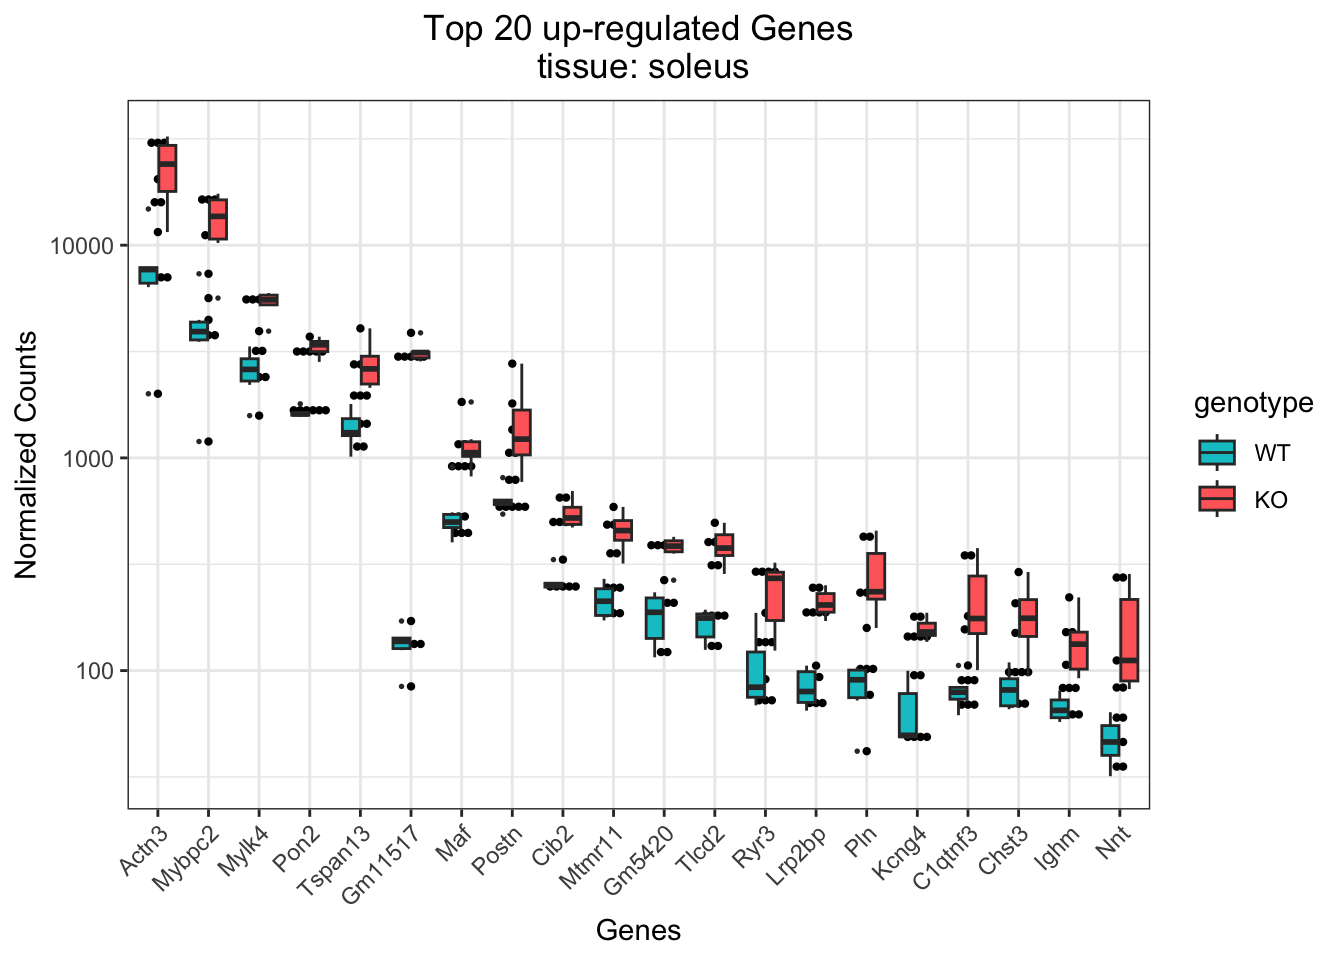 Top 20 up-regulated Genes
tissue: soleus
Normalized Counts
10000
1000
100
Actn3
Mybpc2
Mylk4
Pon2
Tspan13
Gm11517
Maf
Postn
Cib2
Mtmr11
Gm5420
Tlcd2
Ryr3
Lrp2bp
Pln
Kcng4
C1qtnf3
Chst3
Ighm
Nnt
Genes
genotype
WT
KO